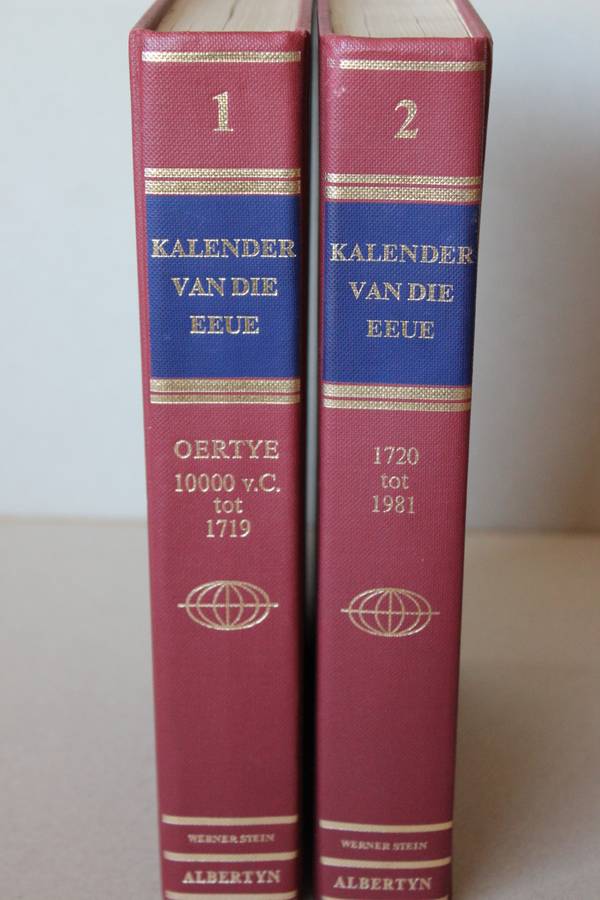 1
KALENDER
VAN DIE
EEUE
OERTYE
10000 v.C.
tot
1719
WERNER STEIN
ALBERTYN
2
KALENDER
VAN DIE
EEUE
1720
tot
1981
WERNER STEIN
ALBERTYN